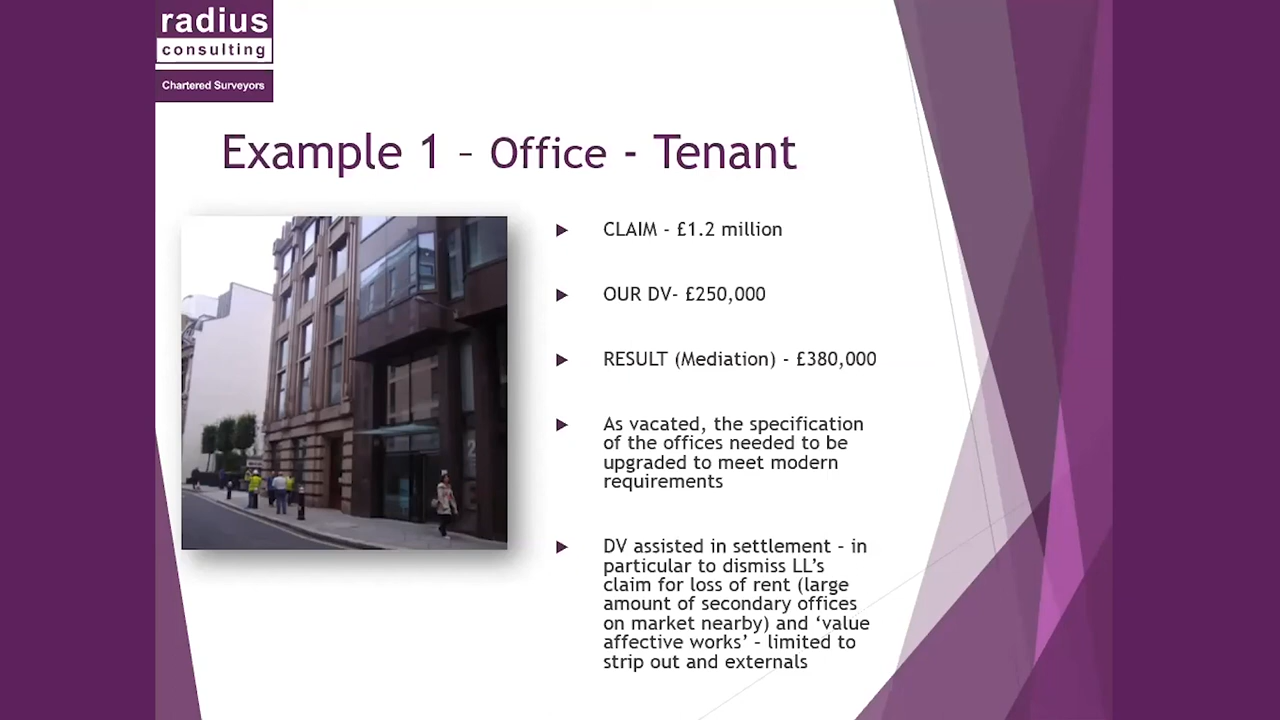 radius
consulting
Chartered Surveyors
Example 1 – Office - Tenant
CLAIM - £1.2 million
OUR DV- £250,000
RESULT (Mediation) - £380,000
As vacated, the specification
of the offices needed to be
upgraded to meet modern
requirements
DV assisted in settlement – in
particular to dismiss LL’s
claim for loss of rent (large
amount of secondary offices
on market nearby) and ‘value
affective works’ – limited to
strip out and externals